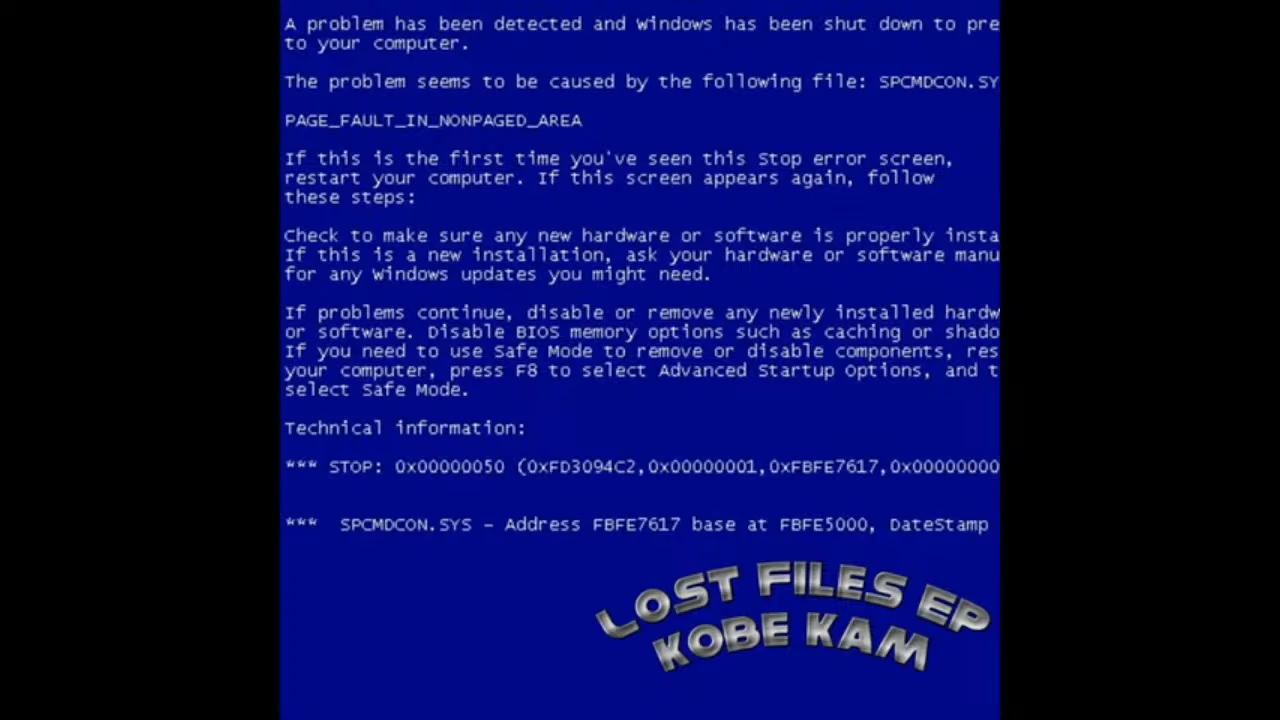 A problem has been detected and Windows has been shut down to pre
to your computer.
The problem seems to be caused by the following file: SPCMDCON.SY
PAGE_FAULT_IN_NONPAGED_AREA
If this is the first time you've seen this Stop error screen,
restart your computer. If this screen appears again, follow
these steps:
Check to make sure any new hardware or software is properly insta
If this is a new installation, ask your hardware or software manu
for any Windows updates you might need.
If problems continue, disable or remove any newly installed hardw
or software. Disable BIOS memory options such as caching or shado
If you need to use Safe Mode to remove or disable components, res
your computer, press F8 to select Advanced Startup Options, and t
select Safe Mode.
Technical information:
*** STOP: 0x00000050 (0xFD3094C2,0x00000001,0xFBFE7617,0x00000000
*** SPCMDCON.SYS - Address FBFE7617 base at FBFE5000, DateStamp
LOST FILES EP
KOBE KAM